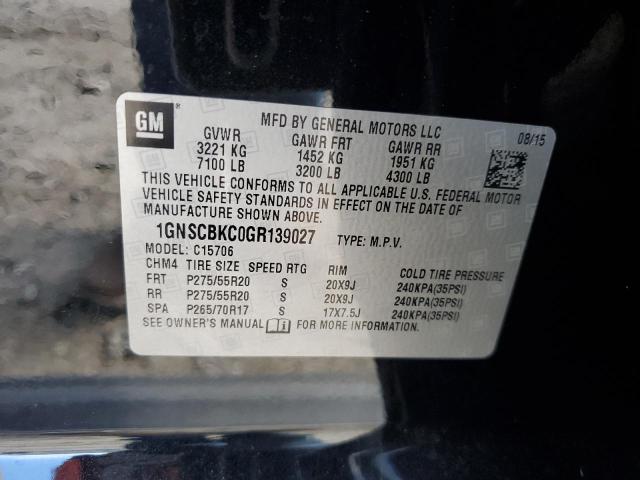 GM ®
MFD BY GENERAL MOTORS LLC 08/15
GVWR GAWR FRT GAWR RR
3221 KG 1452 KG 1951 KG
7100 LB 3200 LB 4300 LB
THIS VEHICLE CONFORMS TO ALL APPLICABLE U.S. FEDERAL MOTOR
VEHICLE SAFETY STANDARDS IN EFFECT ON THE DATE OF
MANUFACTURE SHOWN ABOVE.
1GNSCBKC0GR139027 TYPE: M.P.V.
MODEL: C15706
CHM4 TIRE SIZE SPEED RTG RIM COLD TIRE PRESSURE
FRT P275/55R20 S 20X9J 240KPA(35PSI)
RR P275/55R20 S 20X9J 240KPA(35PSI)
SPA P265/70R17 S 17X7.5J 240KPA(35PSI)
SEE OWNER'S MANUAL FOR MORE INFORMATION.